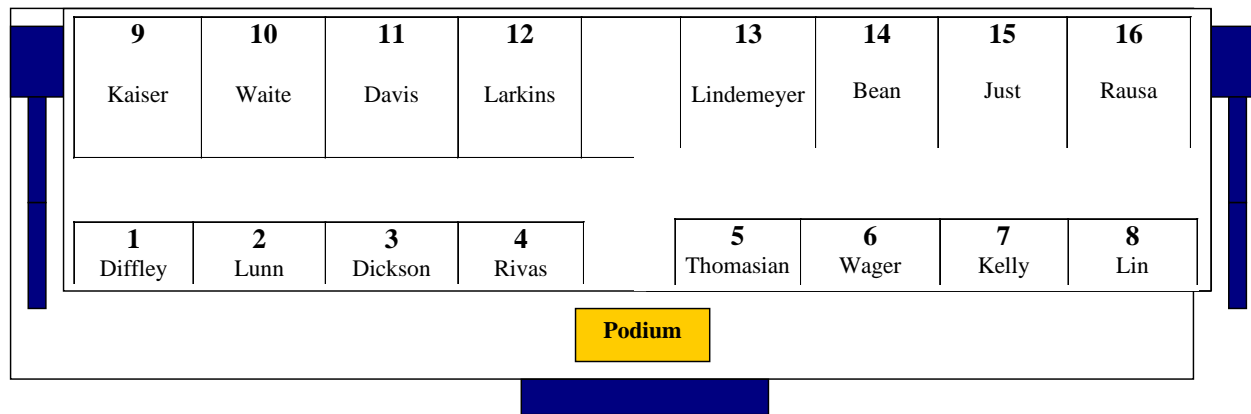 9 10 11 12 13 14 15 16
Kaiser Waite Davis Larkins Lindemeyer Bean Just Rausa
1 2 3 4 5 6 7 8
Diffley Lunn Dickson Rivas Thomasian Wager Kelly Lin
Podium